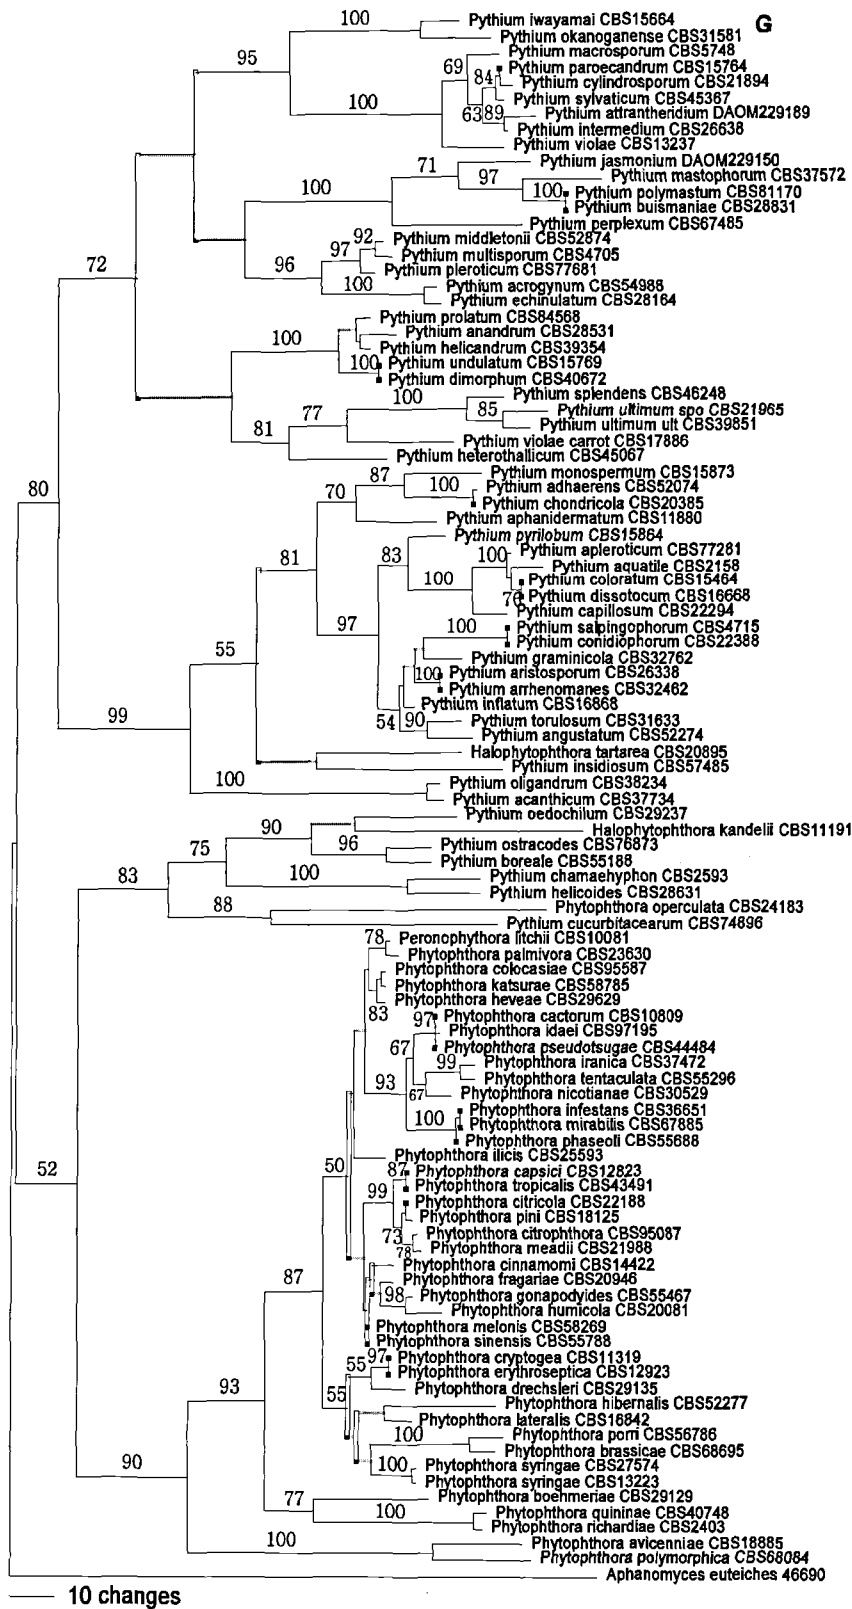 G
100
Pythium iwayamai CBS15664
Pythium okanoganense CBS31581
95
Pythium macrosporum CBS5748
69
Pythium paroecandrum CBS15764
84
Pythium cylindrosporum CBS21894
Pythium sylvaticum CBS45367
100
63 89
Pythium attrantheridium DAOM229189
Pythium intermedium CBS26638
Pythium violae CBS13237
Pythium jasmonium DAOM229150
71
Pythium mastophorum CBS37572
97
100
100
Pythium polymastum CBS81170
Pythium buismaniae CBS28831
Pythium perplexum CBS67485
92
Pythium middletonii CBS52874
97
Pythium multisporum CBS4705
72
96
Pythium pleroticum CBS77681
100
Pythium acrogynum CBS54988
Pythium echinulatum CBS28164
Pythium prolatum CBS84568
Pythium anandrum CBS28531
100
Pythium helicandrum CBS39354
100
Pythium undulatum CBS15769
Pythium dimorphum CBS40672
100
Pythium splendens CBS46248
85
Pythium ultimum spo CBS21965
77
Pythium ultimum ult CBS39851
81
Pythium violae carrot CBS17886
Pythium heterothallicum CBS45067
87
Pythium monospermum CBS15873
80
100
Pythium adhaerens CBS52074
70
Pythium chondricola CBS20385
Pythium aphanidermatum CBS11880
Pythium pyrilobum CBS15864
83
100
Pythium apleroticum CBS77281
81
Pythium aquatile CBS2158
100
Pythium coloratum CBS15464
76
Pythium dissotocum CBS16668
Pythium capillosum CBS22294
97
100
Pythium salpingophorum CBS4715
Pythium conidiophorum CBS22388
55
Pythium graminicola CBS32762
100
Pythium aristosporum CBS26338
Pythium arrhenomanes CBS32462
Pythium inflatum CBS16868
99
54 90
Pythium torulosum CBS31633
Pythium angustatum CBS52274
Halophytophthora tartarea CBS20895
Pythium insidiosum CBS57485
100
Pythium oligandrum CBS38234
Pythium acanthicum CBS37734
Pythium oedochilum CBS29237
90
Halophytophthora kandelii CBS11191
96
Pythium ostracodes CBS76873
75
Pythium boreale CBS55188
83
100
Pythium chamaehyphon CBS2593
Pythium helicoides CBS28631
88
Phytophthora operculata CBS24183
Pythium cucurbitacearum CBS74896
78
Peronophythora litchii CBS10081
Phytophthora palmivora CBS23630
Phytophthora colocasiae CBS95587
Phytophthora katsurae CBS58785
Phytophthora heveae CBS29629
83
97
Phytophthora cactorum CBS10809
Phytophthora idaei CBS97195
67
Phytophthora pseudotsugae CBS44484
99
Phytophthora iranica CBS37472
93
Phytophthora tentaculata CBS55296
67
Phytophthora nicotianae CBS30529
100
Phytophthora infestans CBS36651
Phytophthora mirabilis CBS67885
Phytophthora phaseoli CBS55688
52
50
Phytophthora ilicis CBS25593
87
Phytophthora capsici CBS12823
Phytophthora tropicalis CBS43491
99
Phytophthora citricola CBS22188
Phytophthora pini CBS18125
73
Phytophthora citrophthora CBS95087
78
Phytophthora meadii CBS21988
Phytophthora cinnamomi CBS14422
87
Phytophthora fragariae CBS20946
98
Phytophthora gonapodyides CBS55467
Phytophthora humicola CBS20081
Phytophthora melonis CBS58269
Phytophthora sinensis CBS55788
97
Phytophthora cryptogea CBS11319
55
Phytophthora erythroseptica CBS12923
93
55
Phytophthora drechsleri CBS29135
Phytophthora hibernalis CBS52277
Phytophthora lateralis CBS16842
100
Phytophthora porri CBS56786
Phytophthora brassicae CBS68695
90
100
Phytophthora syringae CBS27574
Phytophthora syringae CBS13223
77
Phytophthora boehmeriae CBS29129
100
Phytophthora quininae CBS40748
Phytophthora richardiae CBS2403
100
Phytophthora avicenniae CBS18885
Phytophthora polymorphica CBS68084
Aphanomyces euteiches 46690
10 changes